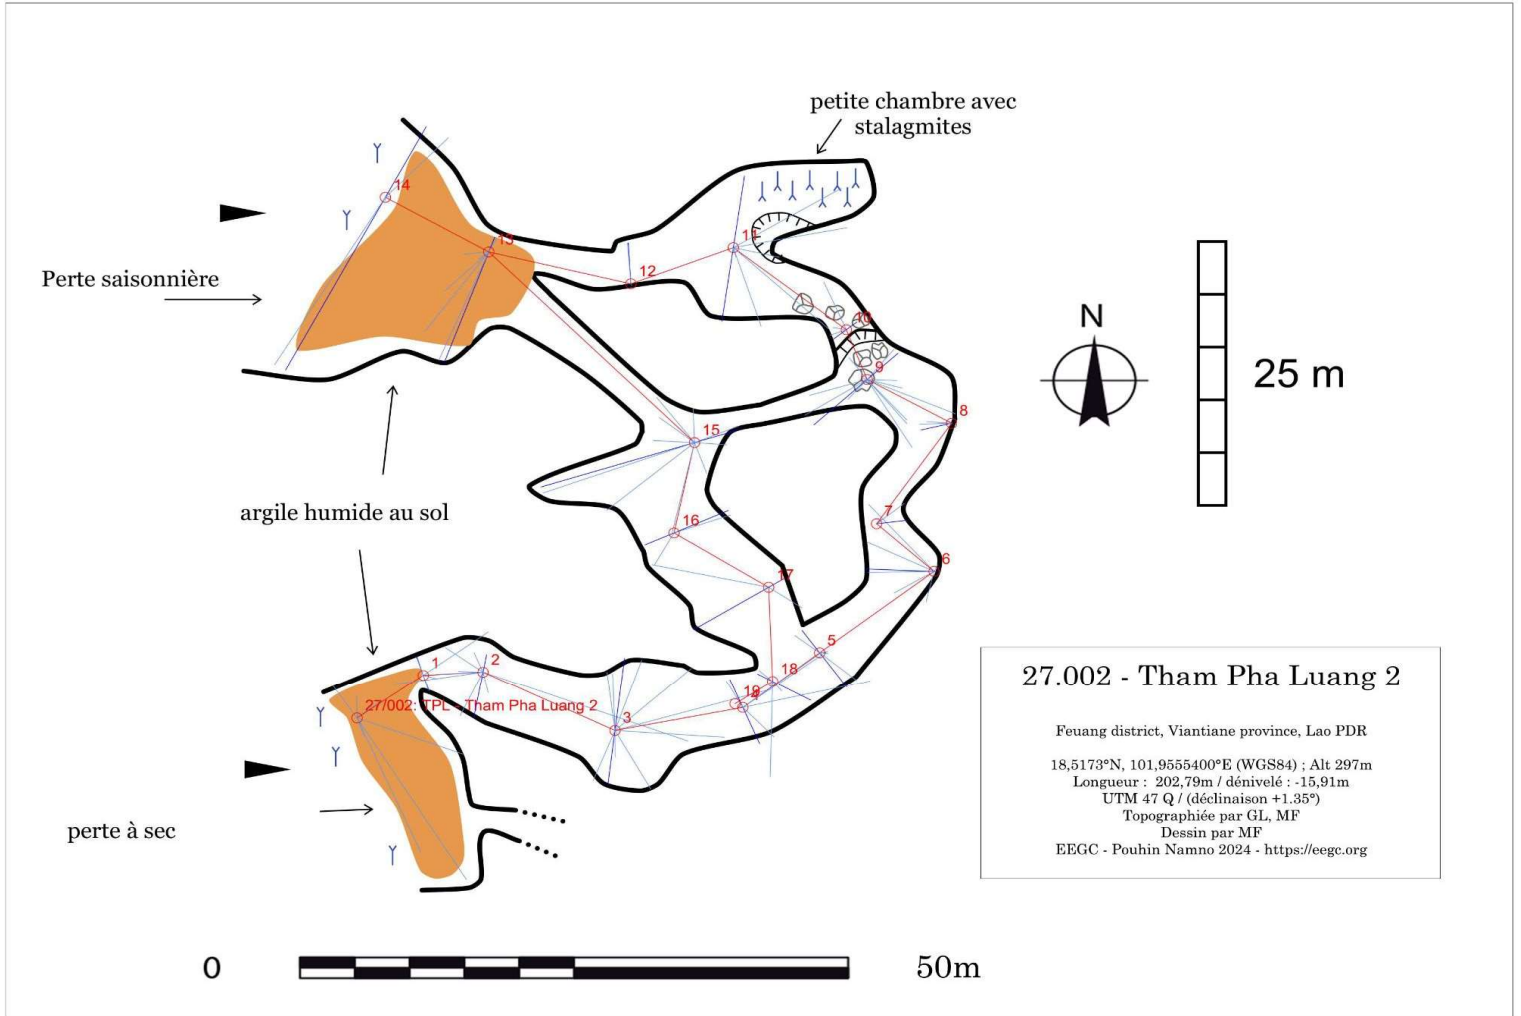 petite chambre avec
stalagmites
14
13
11
12
Perte saisonnière
10
9
N
25 m
8
15
argile humide au sol
16
7
6
17
5
1
2
18
19
4
27/002: TPL - Tham Pha Luang 2
3
27.002 - Tham Pha Luang 2
Feuang district, Viantiane province, Lao PDR
18,5173°N, 101,9555400°E (WGS84) ; Alt 297m
Longueur : 202,79m / dénivelé : -15,91m
UTM 47 Q / (déclinaison +1.35°)
Topographiée par GL, MF
Dessin par MF
EEGC - Pouhin Namno 2024 - https://eegc.org
perte à sec
0
50m